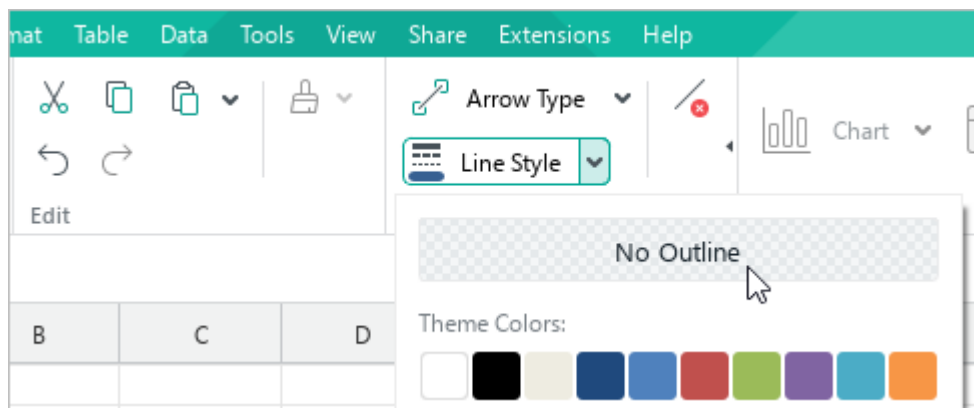 mat Table Data Tools View Share Extensions Help
Arrow Type
Chart
Line Style
Edit
No Outline
B C D
Theme Colors: